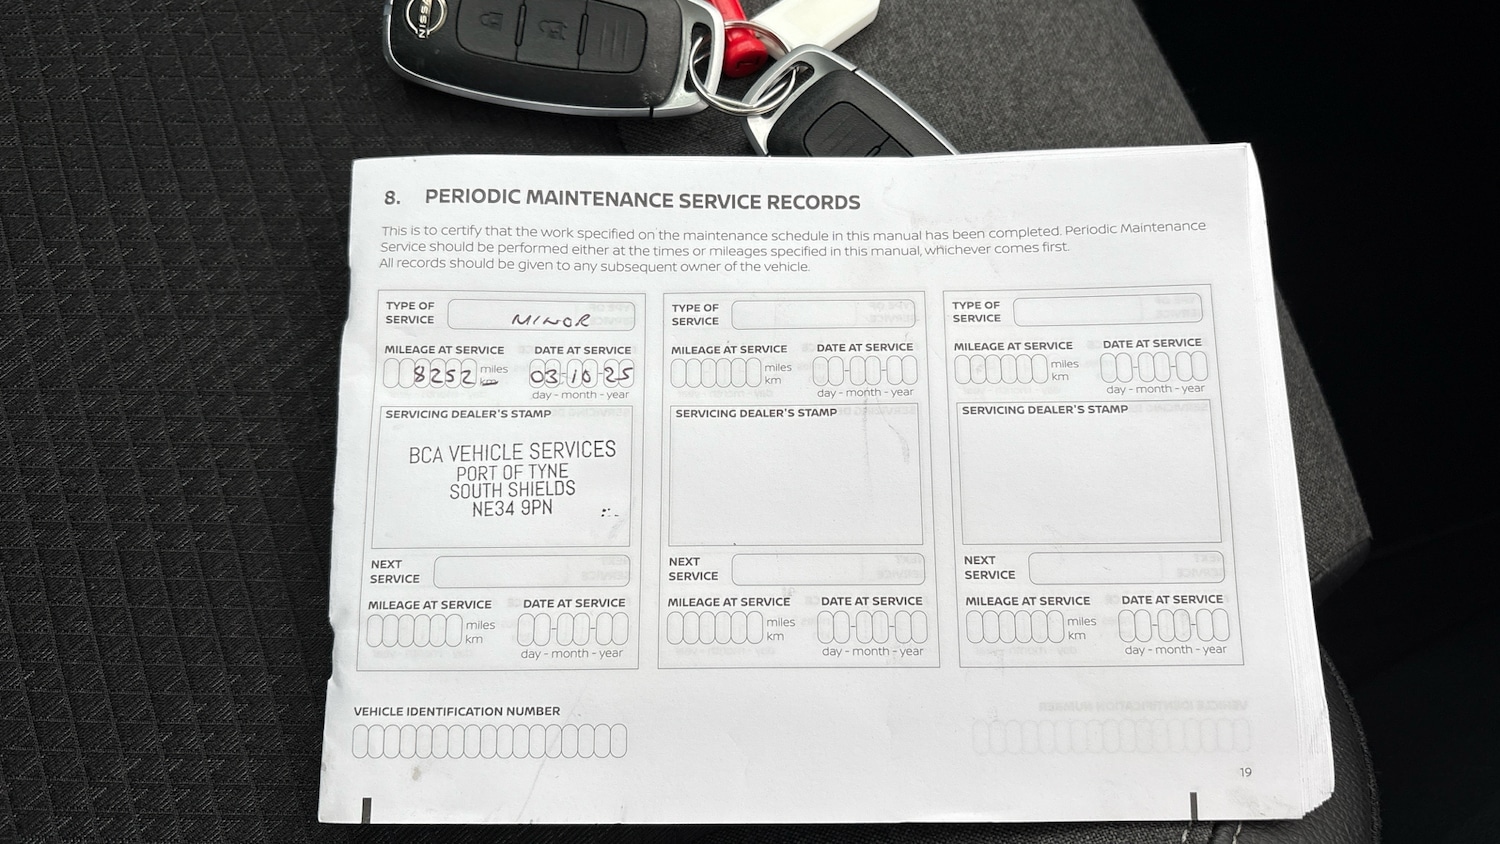 NISSAN
8. PERIODIC MAINTENANCE SERVICE RECORDS
This is to certify that the work specified on the maintenance schedule in this manual has been completed. Periodic Maintenance
Service should be performed either at the times or mileages specified in this manual, whichever comes first.
All records should be given to any subsequent owner of the vehicle.
TYPE OF
SERVICE
MINOR
MILEAGE AT SERVICE
DATE AT SERVICE
8252 miles
km
03-10-25
day - month - year
SERVICING DEALER'S STAMP
BCA VEHICLE SERVICES
PORT OF TYNE
SOUTH SHIELDS
NE34 9PN
NEXT
SERVICE
MILEAGE AT SERVICE
DATE AT SERVICE
miles
km
day - month - year
TYPE OF
SERVICE
MILEAGE AT SERVICE
DATE AT SERVICE
miles
km
day - month - year
SERVICING DEALER'S STAMP
NEXT
SERVICE
MILEAGE AT SERVICE
DATE AT SERVICE
miles
km
day - month - year
TYPE OF
SERVICE
MILEAGE AT SERVICE
DATE AT SERVICE
miles
km
day - month - year
SERVICING DEALER'S STAMP
NEXT
SERVICE
MILEAGE AT SERVICE
DATE AT SERVICE
miles
km
day - month - year
VEHICLE IDENTIFICATION NUMBER
19